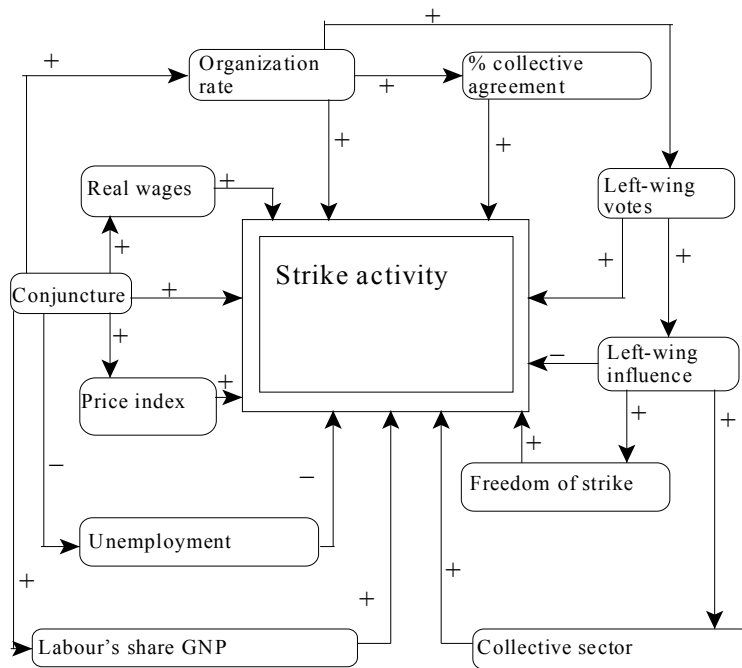 +
+
Organization
rate
+
% collective
agreement
+
+
+
Real wages
+
Left-wing
votes
+
Strike activity
+
+
Conjuncture
+
+
−
Left-wing
influence
+
Price index
+
+
+
−
−
Freedom of strike
Unemployment
+
+
+
Labour’s share GNP
Collective sector